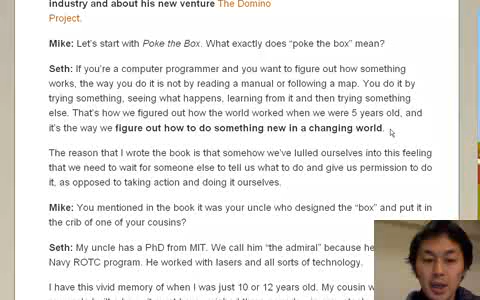 industry and about his new venture The Domino
Project.
Mike: Let's start with Poke the Box. What exactly does “poke the box” mean?
Seth: If you're a computer programmer and you want to figure out how something
works, the way you do it is not by reading a manual or following a map. You do it by
trying something, seeing what happens, learning from it and then trying something
else. That's how we figured out how the world worked when we were 5 years old, and
it's the way we figure out how to do something new in a changing world.
The reason that I wrote the book is that somehow we've lulled ourselves into this feeling
that we need to wait for someone else to tell us what to do and give us permission to do
it, as opposed to taking action and doing it ourselves.
Mike: You mentioned in the book it was your uncle who designed the “box” and put it in
the crib of one of your cousins?
Seth: My uncle has a PhD from MIT. We call him “the admiral” because he
Navy ROTC program. He worked with lasers and all sorts of technology.
I have this vivid memory of when I was just 10 or 12 years old. My cousin